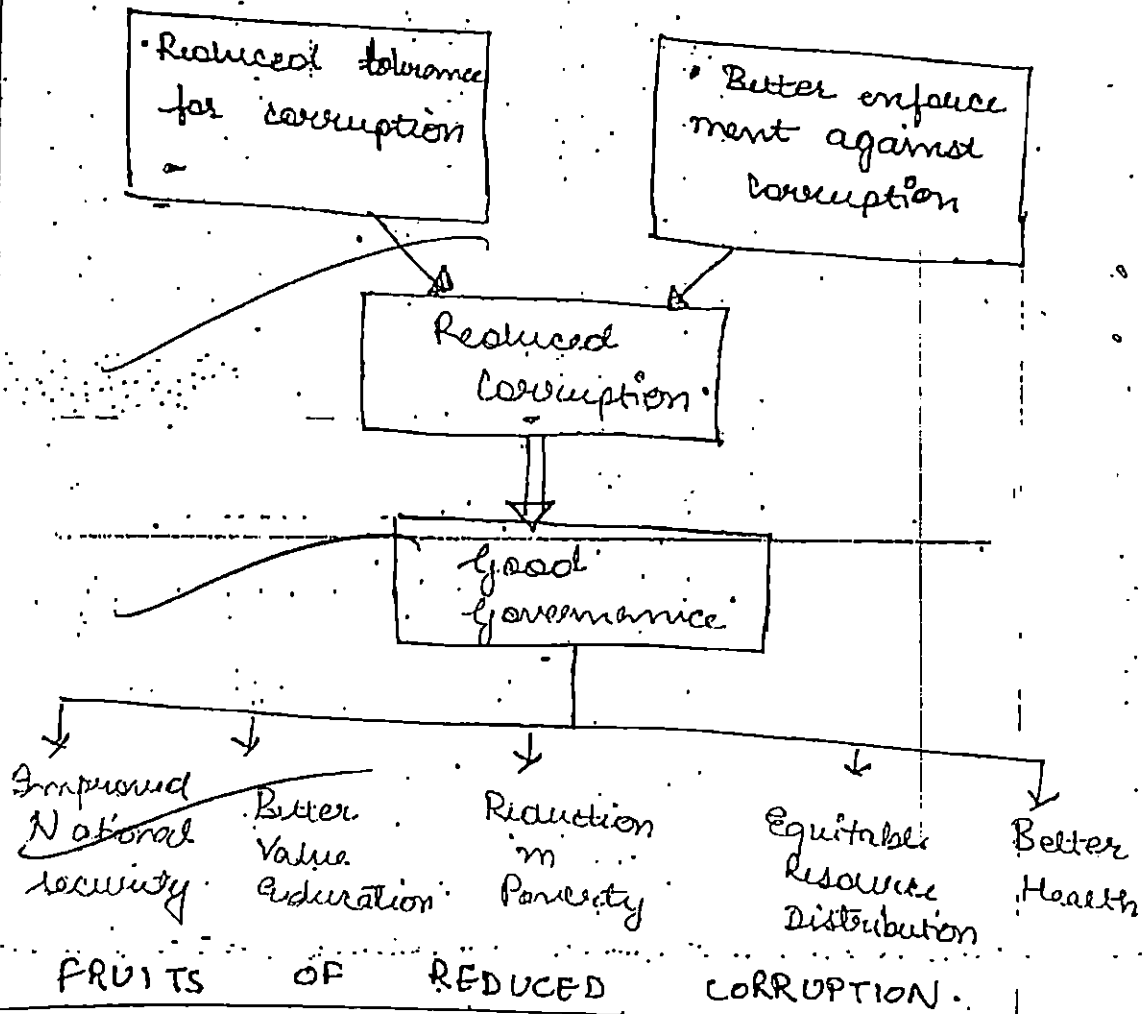 · Reduced tolerance
for corruption
· Better enforce
ment against
corruption
Reduced
corruption
Good
Governance
Improved
National
security
Better
Value
Education
Reduction
in
Poverty
Equitable
Resource
Distribution
Better
Health
FRUITS OF REDUCED CORRUPTION.